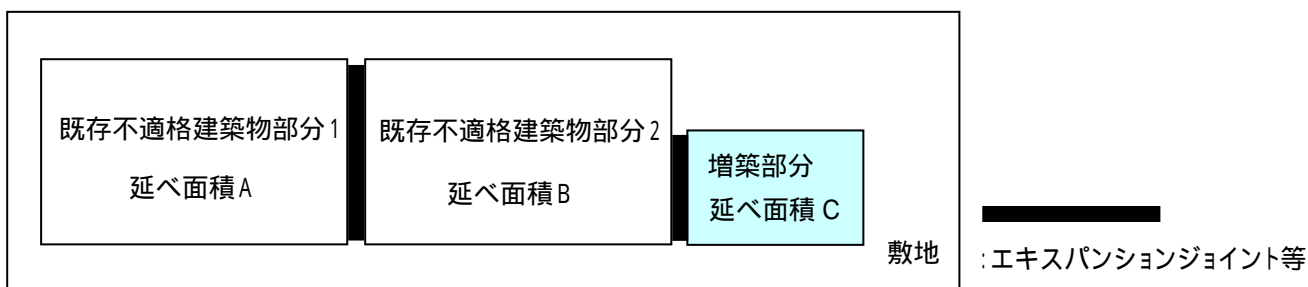 既存不適格建築物部分1
延べ面積A
既存不適格建築物部分2
延べ面積B
増築部分
延べ面積C
敷地
:エキスパンションジョイント等